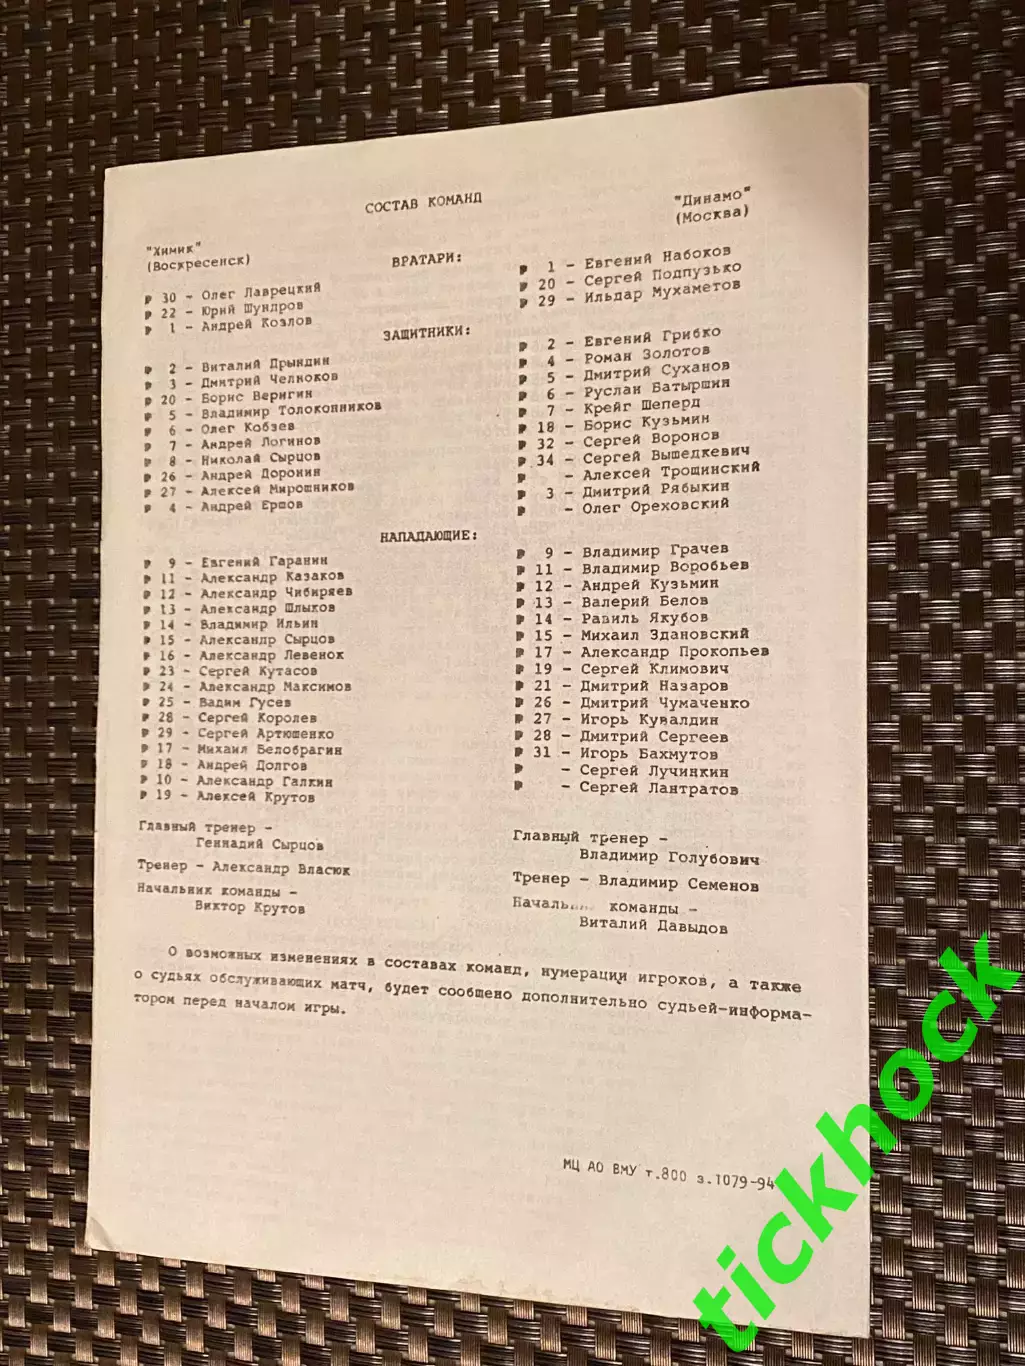 СОСТАВ КОМАНД
"Химик"
(Воскресенск)
"Динамо"
(Москва)
ВРАТАРИ:
30 - Олег Лаврецкий
22 - Юрий Шундров
1 - Андрей Козлов
1 - Евгений Набоков
20 - Сергей Подпузько
29 - Ильдар Мухаметов
ЗАЩИТНИКИ:
2 - Виталий Дрындин
3 - Дмитрий Челноков
20 - Борис Веригин
5 - Владимир Толоконников
6 - Олег Кобзев
7 - Андрей Логинов
8 - Николай Сырцов
26 - Андрей Доронин
27 - Алексей Мирошников
4 - Андрей Ершов
2 - Евгений Грибко
4 - Роман Золотов
5 - Дмитрий Суханов
6 - Руслан Батыршин
7 - Крейг Шеперд
18 - Борис Кузьмин
32 - Сергей Воронов
34 - Сергей Вышедкевич
- Алексей Трощинский
3 - Дмитрий Рябыкин
- Олег Ореховский
НАПАДАЮЩИЕ:
9 - Евгений Гаранин
11 - Александр Казаков
12 - Александр Чибиряев
13 - Александр Шлыков
14 - Владимир Ильин
15 - Александр Сырцов
16 - Александр Левенок
23 - Сергей Кутасов
24 - Александр Максимов
25 - Вадим Гусев
28 - Сергей Королев
29 - Сергей Артюшенко
17 - Михаил Белобрагин
18 - Андрей Долгов
10 - Александр Галкин
19 - Алексей Крутов
9 - Владимир Грачев
11 - Владимир Воробьев
12 - Андрей Кузьмин
13 - Валерий Белов
14 - Равиль Якубов
15 - Михаил Здановский
17 - Александр Прокопьев
19 - Сергей Климович
21 - Дмитрий Назаров
26 - Дмитрий Чумаченко
27 - Игорь Кувалдин
28 - Дмитрий Сергеев
31 - Игорь Бахмутов
- Сергей Лучинкин
- Сергей Лантратов
Главный тренер -
Геннадий Сырцов
Тренер - Александр Власюк
Начальник команды -
Виктор Крутов
Главный тренер -
Владимир Голубович
Тренер - Владимир Семенов
Начальник команды -
Виталий Давыдов
О возможных изменениях в составах команд, нумерации игроков, а также
о судьях обслуживающих матч, будет сообщено дополнительно судьей-информа-
тором перед началом игры.
МЦ АО ВМУ т.800 з.1079-94
tickhock